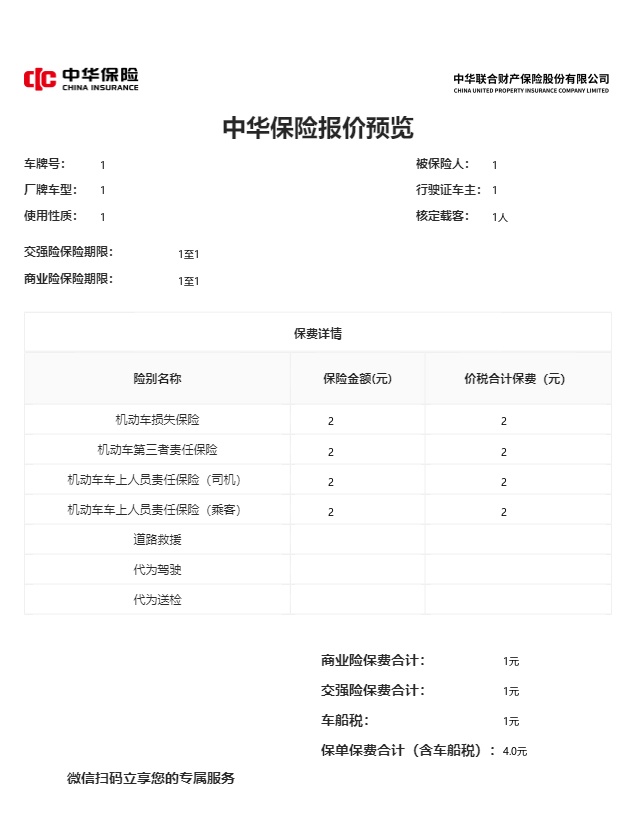 中华保险
CHINA INSURANCE
中华联合财产保险股份有限公司
CHINA UNITED PROPERTY INSURANCE COMPANY LIMITED
中华保险报价预览
车牌号： 1 被保险人： 1
厂牌车型： 1 行驶证车主： 1
使用性质： 1 核定载客： 1人
交强险保险期限： 1至1
商业险保险期限： 1至1
保费详情
险别名称 保险金额(元) 价税合计保费（元）
机动车损失保险 2 2
机动车第三者责任保险 2 2
机动车车上人员责任保险（司机） 2 2
机动车车上人员责任保险（乘客） 2 2
道路救援
代为驾驶
代为送检
商业险保费合计： 1元
交强险保费合计： 1元
车船税： 1元
保单保费合计（含车船税）： 4.0元
微信扫码立享您的专属服务